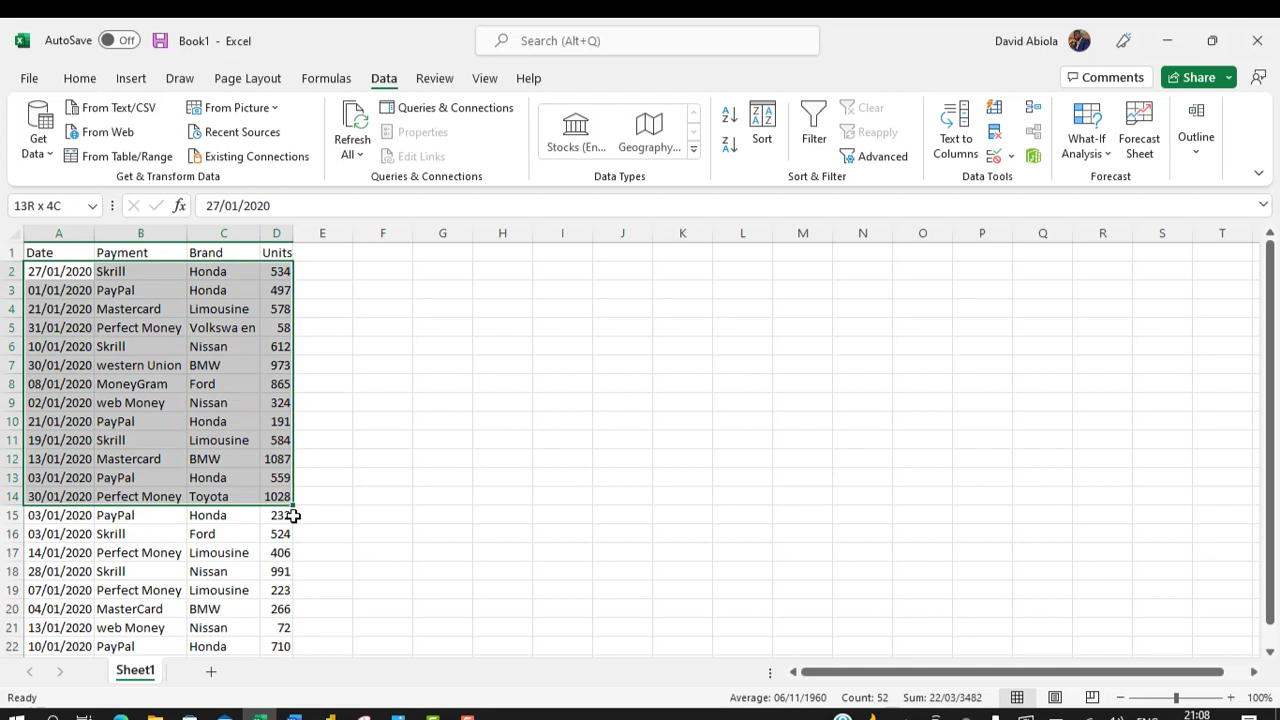 AutoSave Off Book1 - Excel Search (Alt+Q) David Abiola
File Home Insert Draw Page Layout Formulas Data Review View Help Comments Share
Get Data From Text/CSV From Web From Table/Range From Picture Recent Sources Existing Connections
Refresh All Queries & Connections Properties Edit Links
Stocks (En... Geography...
Sort Filter Clear Reapply Advanced
Text to Columns What-If Analysis Forecast Sheet Outline
Get & Transform Data Queries & Connections Data Types Sort & Filter Data Tools Forecast
13R x 4C fx 27/01/2020
A B C D E F G H I J K L M N O P Q R S T
1 Date Payment Brand Units
2 27/01/2020 Skrill Honda 534
3 01/01/2020 PayPal Honda 497
4 21/01/2020 Mastercard Limousine 578
5 31/01/2020 Perfect Money Volkswa en 58
6 10/01/2020 Skrill Nissan 612
7 30/01/2020 western Union BMW 973
8 08/01/2020 MoneyGram Ford 865
9 02/01/2020 web Money Nissan 324
10 21/01/2020 PayPal Honda 191
11 19/01/2020 Skrill Limousine 584
12 13/01/2020 Mastercard BMW 1087
13 03/01/2020 PayPal Honda 559
14 30/01/2020 Perfect Money Toyota 1028
15 03/01/2020 PayPal Honda
16 03/01/2020 Skrill Ford 524
17 14/01/2020 Perfect Money Limousine 406
18 28/01/2020 Skrill Nissan 991
19 07/01/2020 Perfect Money Limousine 223
20 04/01/2020 MasterCard BMW 266
21 13/01/2020 web Money Nissan 72
22 10/01/2020 PayPal Honda 710
Sheet1
Ready Average: 06/11/1960 Count: 52 Sum: 22/03/3482 100%
21:08